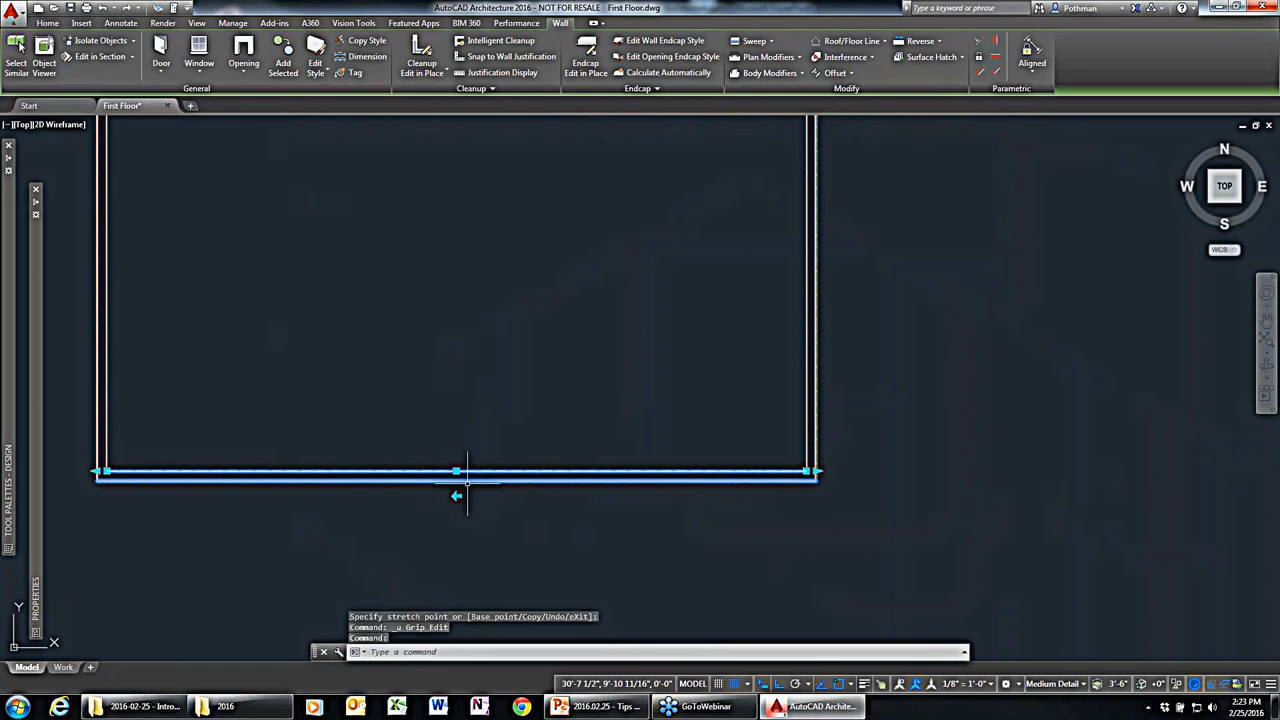 AutoCAD Architecture 2016 - NOT FOR RESALE First Floor.dwg
Type a keyword or phrase
Pothman
Home Insert Annotate Render View Manage Add-ins A360 Vision Tools Featured Apps BIM 360 Performance Wall
Select Similar
Object Viewer
Isolate Objects
Edit in Section
General
Door
Window
Opening
Add Selected
Edit Style
Copy Style
Dimension
Tag
Cleanup Edit in Place
Intelligent Cleanup
Snap to Wall Justification
Justification Display
Cleanup
Endcap Edit in Place
Edit Wall Endcap Style
Edit Opening Endcap Style
Calculate Automatically
Endcap
Sweep
Plan Modifiers
Body Modifiers
Roof/Floor Line
Interference
Offset
Reverse
Surface Hatch
Modify
Aligned
Parametric
Start
First Floor*
[−][Top][2D Wireframe]
N
W
TOP
E
S
WCS
TOOL PALETTES - DESIGN
PROPERTIES
Y
X
Specify stretch point or [Base point/Copy/Undo/eXit]:
Command: _u Grip Edit
Command:
Type a command
Model
Work
30'-7 1/2", 9'-10 11/16", 0'-0"
MODEL
1/8" = 1'-0"
Medium Detail
3'-6"
+0"
2016-02-25 - Intro...
2016
2016.02.25 - Tips ...
GoToWebinar
AutoCAD Archite...
2:23 PM
2/25/2016